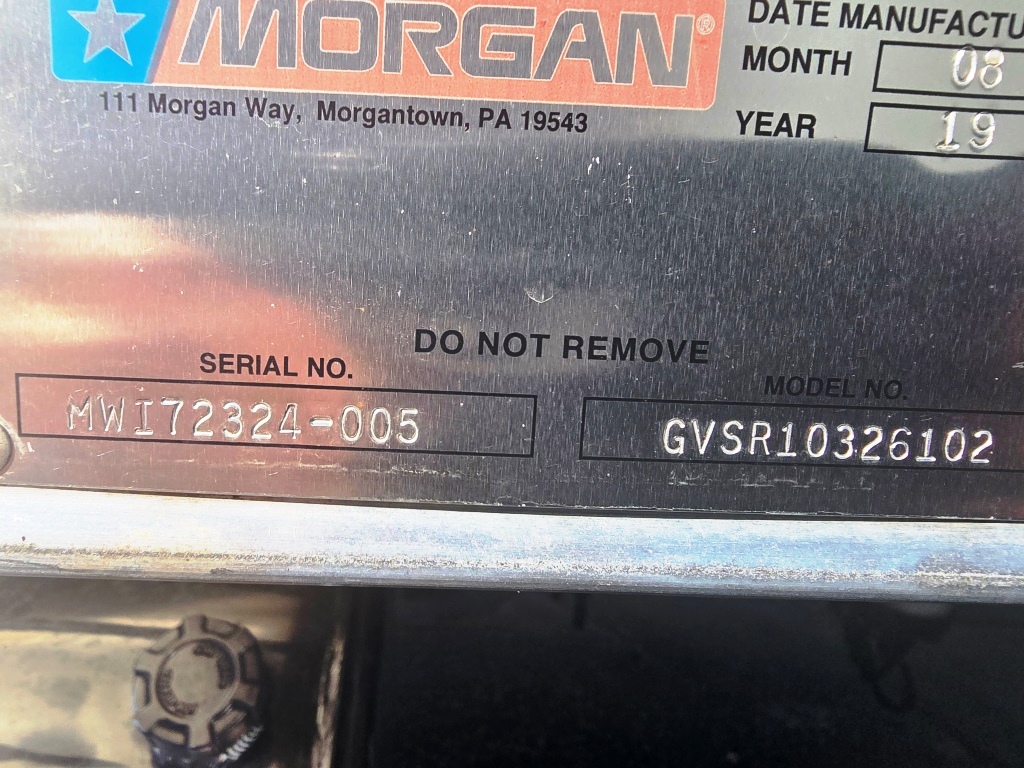 MORGAN®
111 Morgan Way, Morgantown, PA 19543
DATE MANUFACTU
MONTH 08
YEAR 19
DO NOT REMOVE
SERIAL NO.
MWI72324-005
MODEL NO.
GVSR10326102